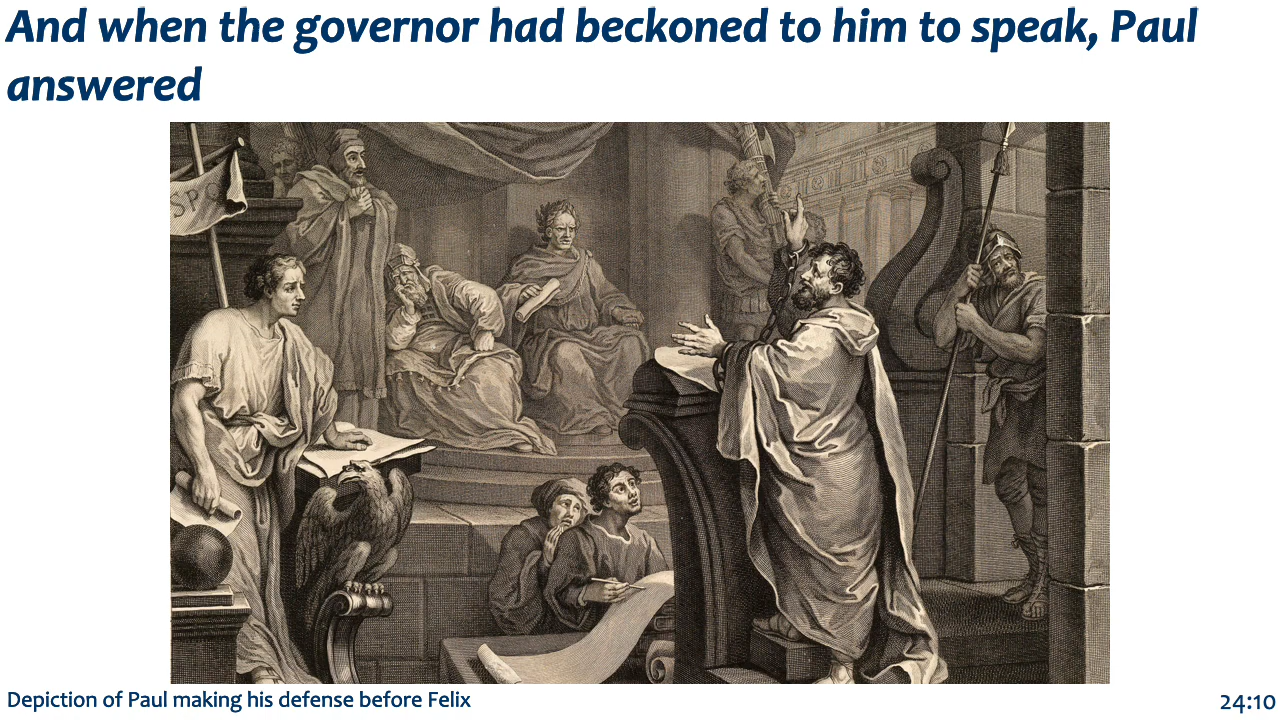 And when the governor had beckoned to him to speak, Paul
answered
SPQ
Depiction of Paul making his defense before Felix
24:10